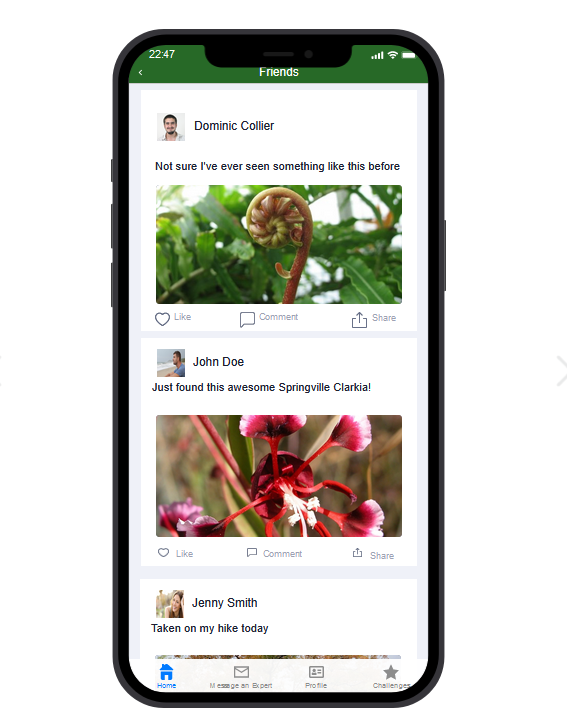 22:47
Friends
Dominic Collier
Not sure I've ever seen something like this before
Like Comment Share
John Doe
Just found this awesome Springville Clarkia!
Like Comment Share
Jenny Smith
Taken on my hike today
Home Message an Expert Profile Challenges